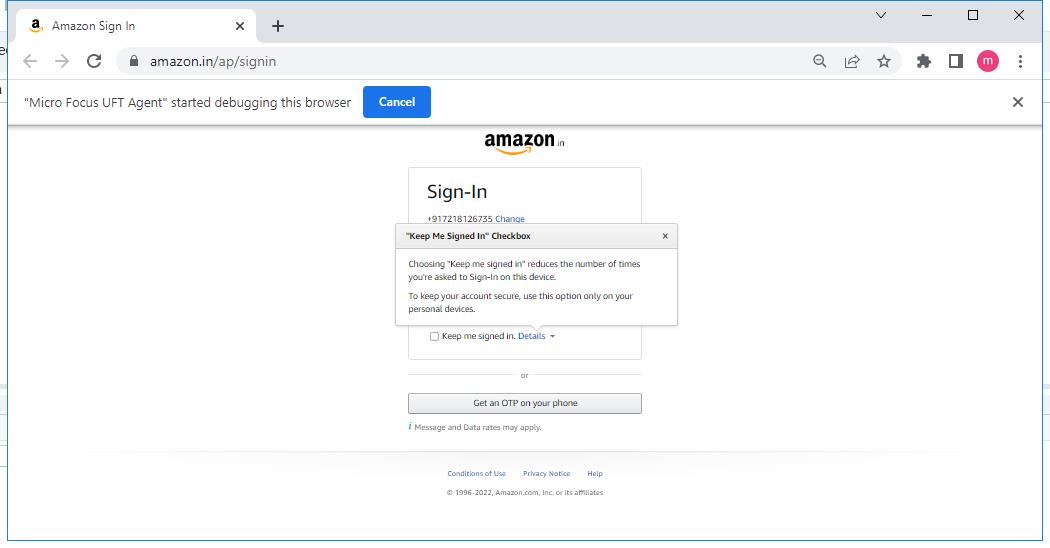 Amazon Sign In
amazon.in/ap/signin
m
"Micro Focus UFT Agent" started debugging this browser
Cancel
amazon.in
Sign-In
+917218126735 Change
"Keep Me Signed In" Checkbox
Choosing "Keep me signed in" reduces the number of times
you're asked to Sign-In on this device.
To keep your account secure, use this option only on your
personal devices.
Keep me signed in. Details
or
Get an OTP on your phone
i Message and Data rates may apply.
Conditions of Use Privacy Notice Help
© 1996-2022, Amazon.com, Inc. or its affiliates